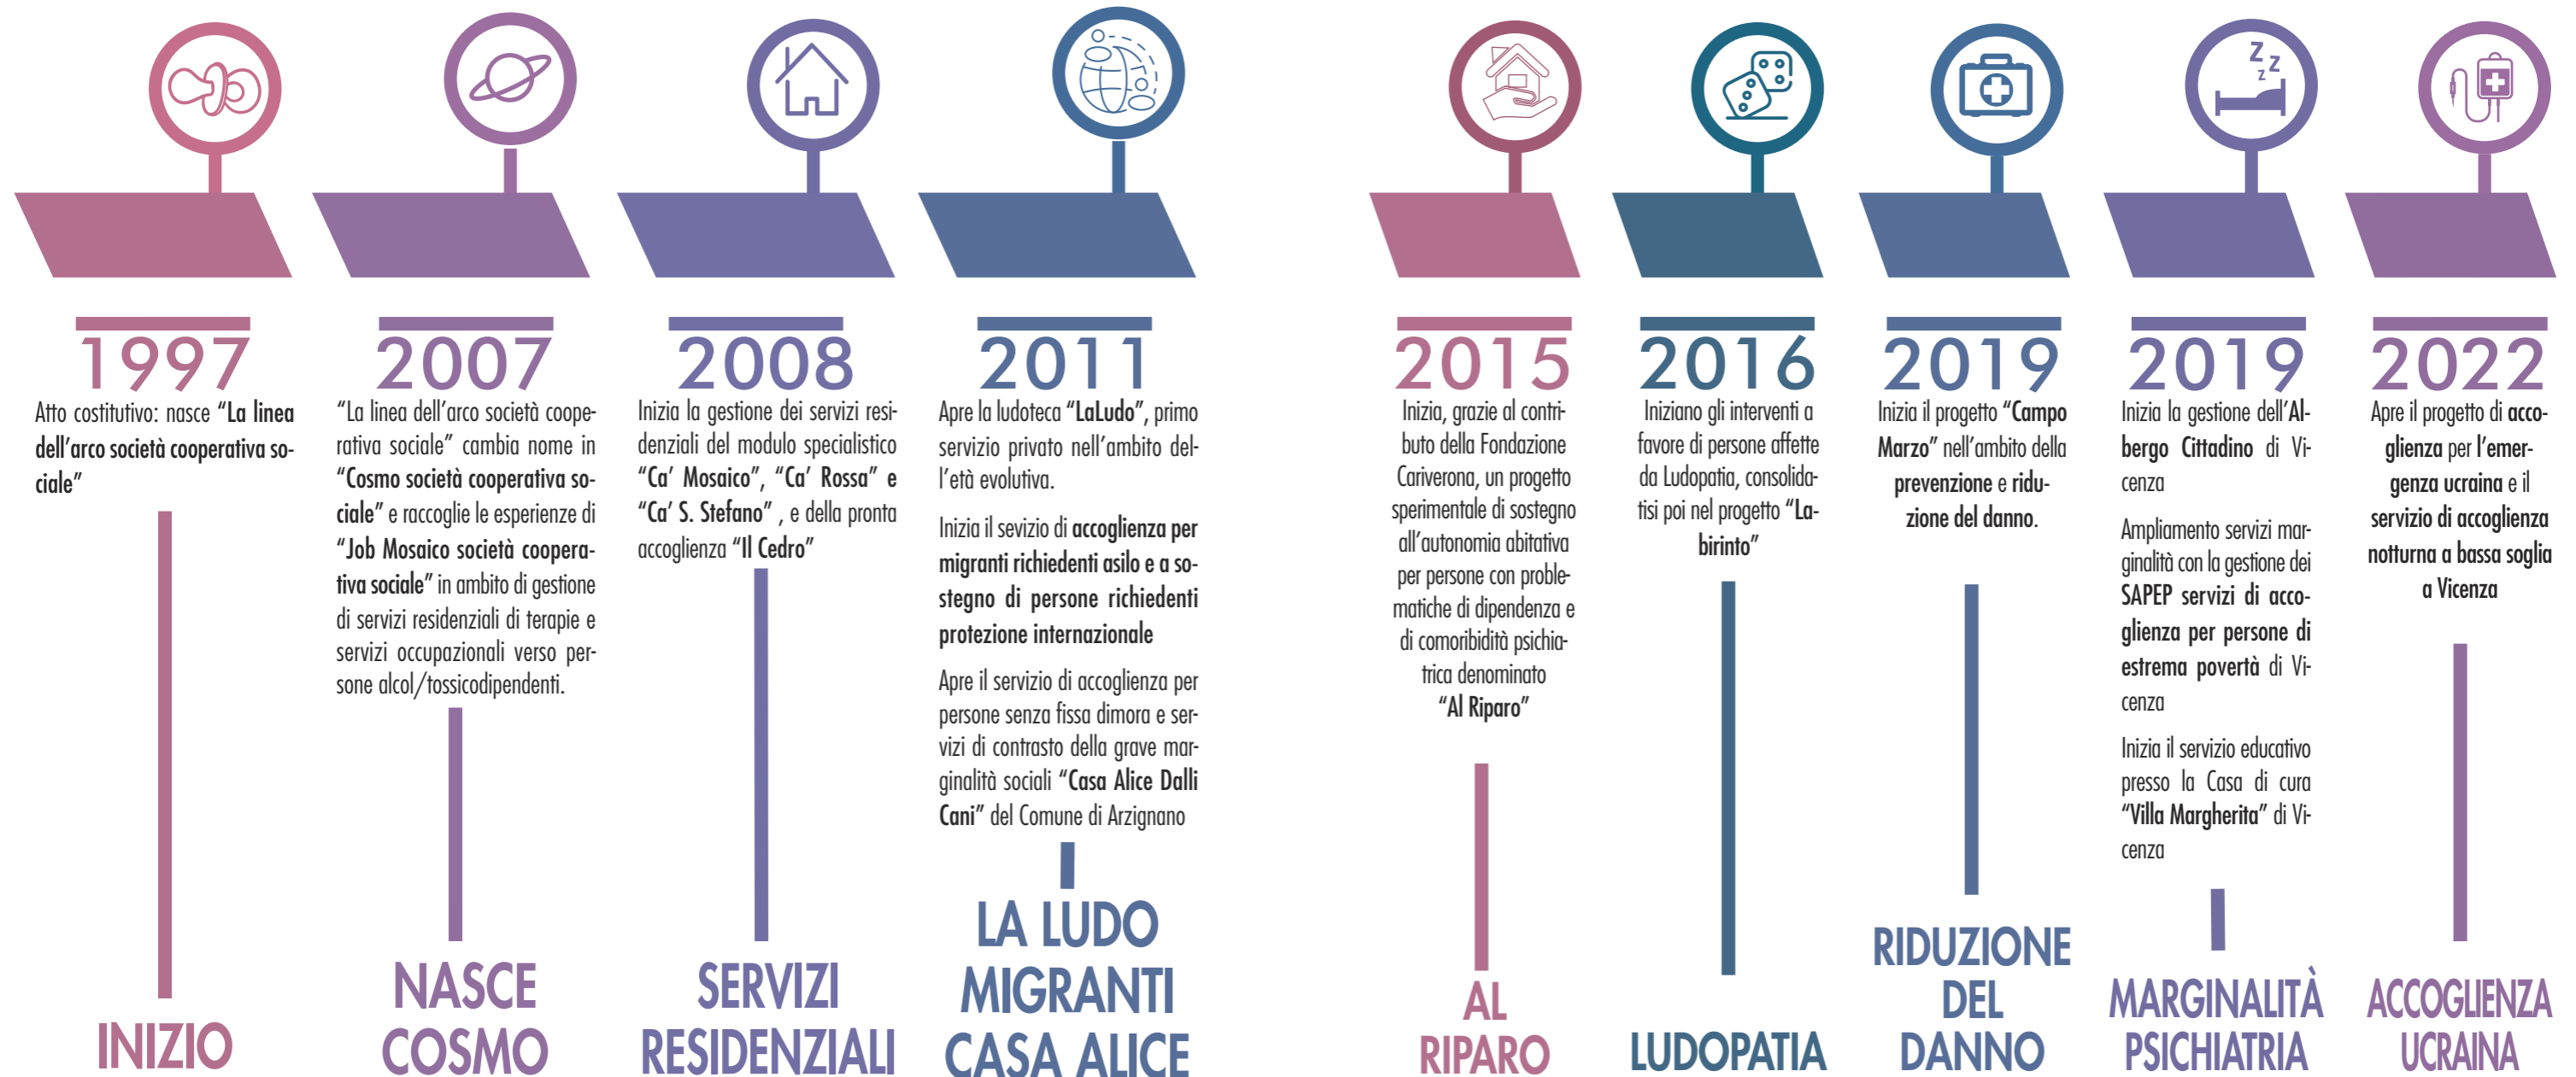 1997
Atto costitutivo: nasce “La linea
dell’arco società cooperativa so-
ciale”
INIZIO
2007
“La linea dell’arco società coope-
rativa sociale” cambia nome in
“Cosmo società cooperativa so-
ciale” e raccoglie le esperienze di
“Job Mosaico società coopera-
tiva sociale” in ambito di gestione
di servizi residenziali di terapie e
servizi occupazionali verso per-
sone alcol/tossicodipendenti.
NASCE
COSMO
2008
Inizia la gestione dei servizi resi-
denziali del modulo specialistico
“Ca’ Mosaico”, “Ca’ Rossa” e
“Ca’ S. Stefano” , e della pronta
accoglienza “Il Cedro”
SERVIZI
RESIDENZIALI
2011
Apre la ludoteca “LaLudo”, primo
servizio privato nell’ambito del-
l’età evolutiva.
Inizia il sevizio di accoglienza per
migranti richiedenti asilo e a so-
stegno di persone richiedenti
protezione internazionale
Apre il servizio di accoglienza per
persone senza fissa dimora e ser-
vizi di contrasto della grave mar-
ginalità sociali “Casa Alice Dalli
Cani” del Comune di Arzignano
LA LUDO
MIGRANTI
CASA ALICE
2015
Inizia, grazie al contri-
buto della Fondazione
Cariverona, un progetto
sperimentale di sostegno
all’autonomia abitativa
per persone con proble-
matiche di dipendenza e
di comoribidità psichia-
trica denominato
“Al Riparo”
AL
RIPARO
2016
Iniziano gli interventi a
favore di persone affette
da Ludopatia, consolida-
tisi poi nel progetto “La-
birinto”
LUDOPATIA
2019
Inizia il progetto “Campo
Marzo” nell’ambito della
prevenzione e ridu-
zione del danno.
RIDUZIONE
DEL
DANNO
2019
Inizia la gestione dell’Al-
bergo Cittadino di Vi-
cenza
Ampliamento servizi mar-
ginalità con la gestione dei
SAPEP servizi di acco-
glienza per persone di
estrema povertà di Vi-
cenza
Inizia il servizio educativo
presso la Casa di cura
“Villa Margherita” di Vi-
cenza
MARGINALITÀ
PSICHIATRIA
2022
Apre il progetto di acco-
glienza per l’emer-
genza ucraina e il
servizio di accoglienza
notturna a bassa soglia
a Vicenza
ACCOGLIENZA
UCRAINA